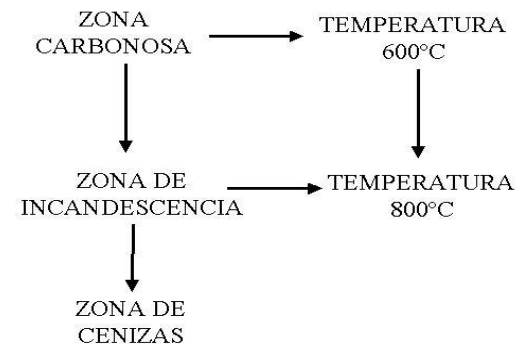 ZONA
CARBONOSA
TEMPERATURA
600°C
ZONA DE
INCANDESCENCIA
TEMPERATURA
800°C
ZONA DE
CENIZAS